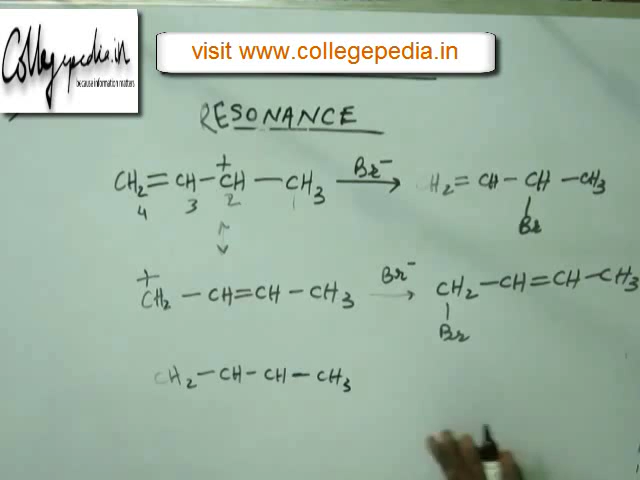 Collegepedia.in
because information matters
visit www.collegepedia.in
RESONANCE
CH2=CH-CH-CH3 Br- → H2=CH-CH-CH3
+
4 3 2 1
Br
+
CH2-CH=CH-CH3 Br- → CH2-CH=CH-CH3
Br
CH2-CH-CH-CH3